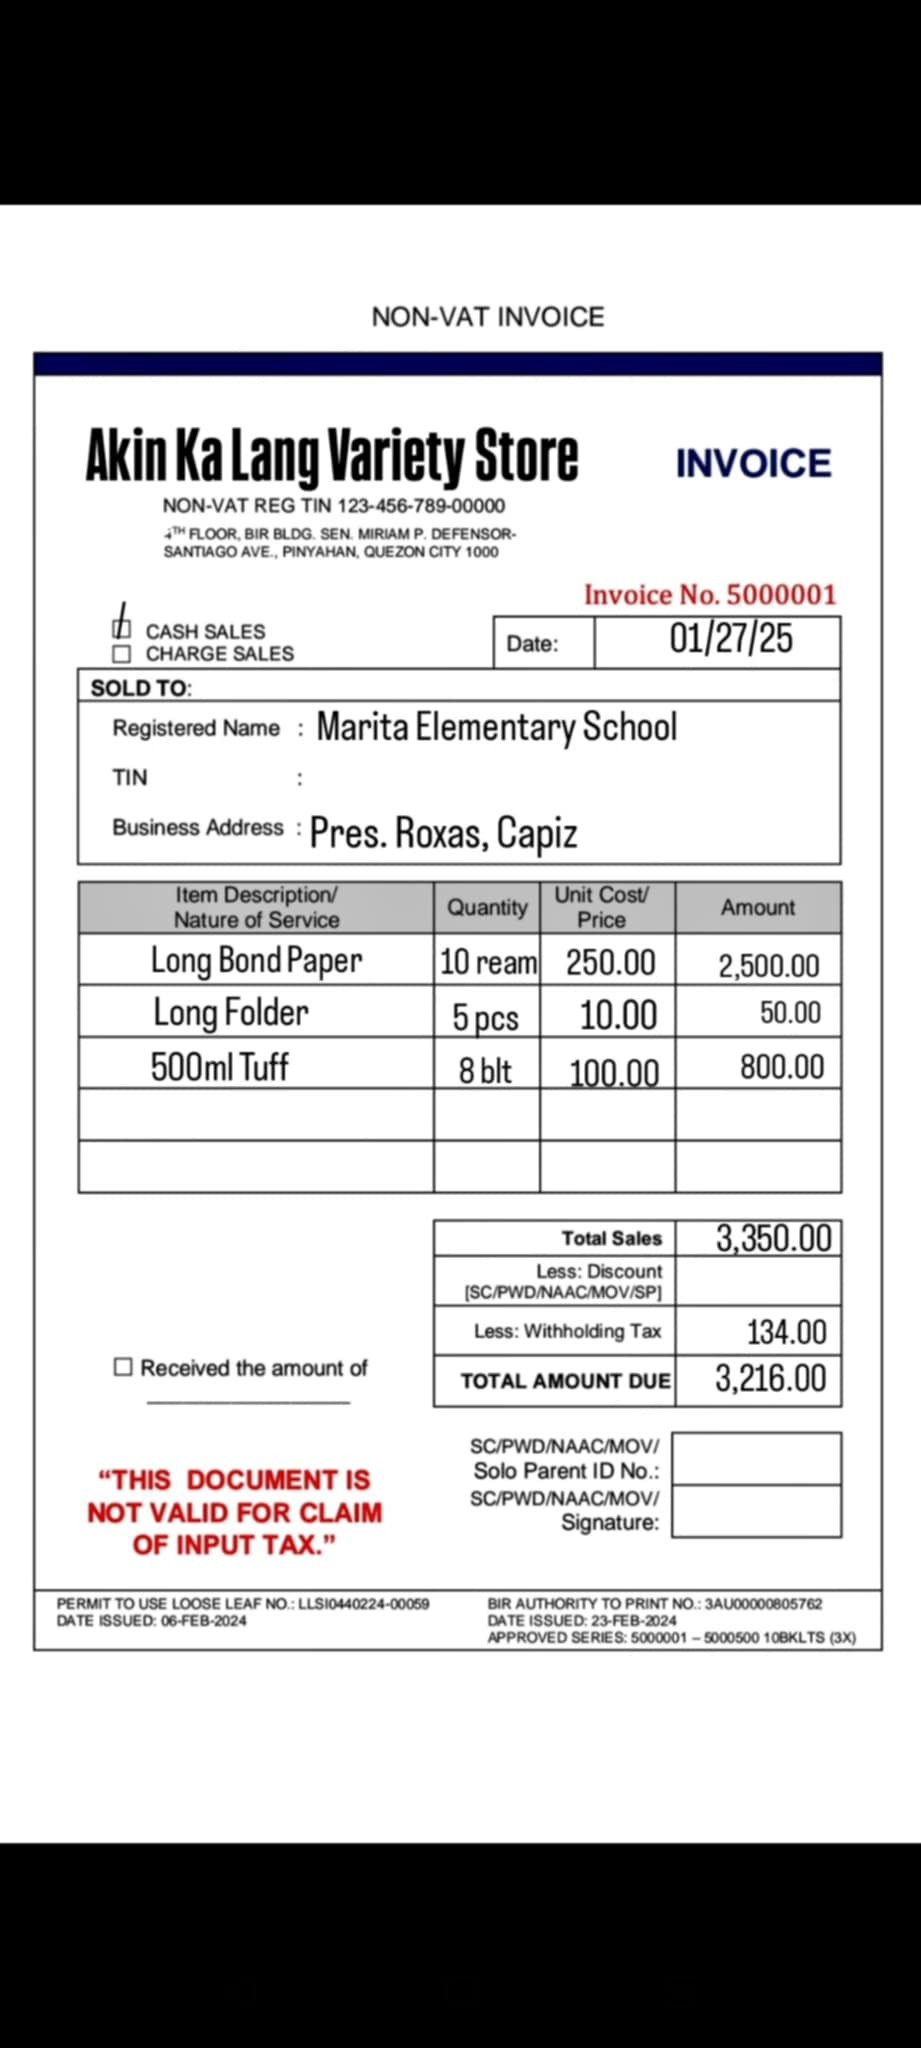 NON-VAT INVOICE
Akin Ka Lang Variety Store
INVOICE
NON-VAT REG TIN 123-456-789-00000
4TH FLOOR, BIR BLDG. SEN. MIRIAM P. DEFENSOR-
SANTIAGO AVE., PINYAHAN, QUEZON CITY 1000
Invoice No. 5000001
CASH SALES
CHARGE SALES
Date: 01/27/25
SOLD TO:
Registered Name : Marita Elementary School
TIN :
Business Address : Pres. Roxas, Capiz
Item Description/ Nature of Service Quantity Unit Cost/ Price Amount
Long Bond Paper 10 ream 250.00 2,500.00
Long Folder 5 pcs 10.00 50.00
500ml Tuff 8 blt 100.00 800.00
Total Sales 3,350.00
Less: Discount
[SC/PWD/NAAC/MOV/SP]
Less: Withholding Tax 134.00
TOTAL AMOUNT DUE 3,216.00
Received the amount of
SC/PWD/NAAC/MOV/
Solo Parent ID No.:
SC/PWD/NAAC/MOV/
Signature:
“THIS DOCUMENT IS
NOT VALID FOR CLAIM
OF INPUT TAX.”
PERMIT TO USE LOOSE LEAF NO.: LLSI0440224-00059
DATE ISSUED: 06-FEB-2024
BIR AUTHORITY TO PRINT NO.: 3AU00000805762
DATE ISSUED: 23-FEB-2024
APPROVED SERIES: 5000001 – 5000500 10BKLTS (3X)